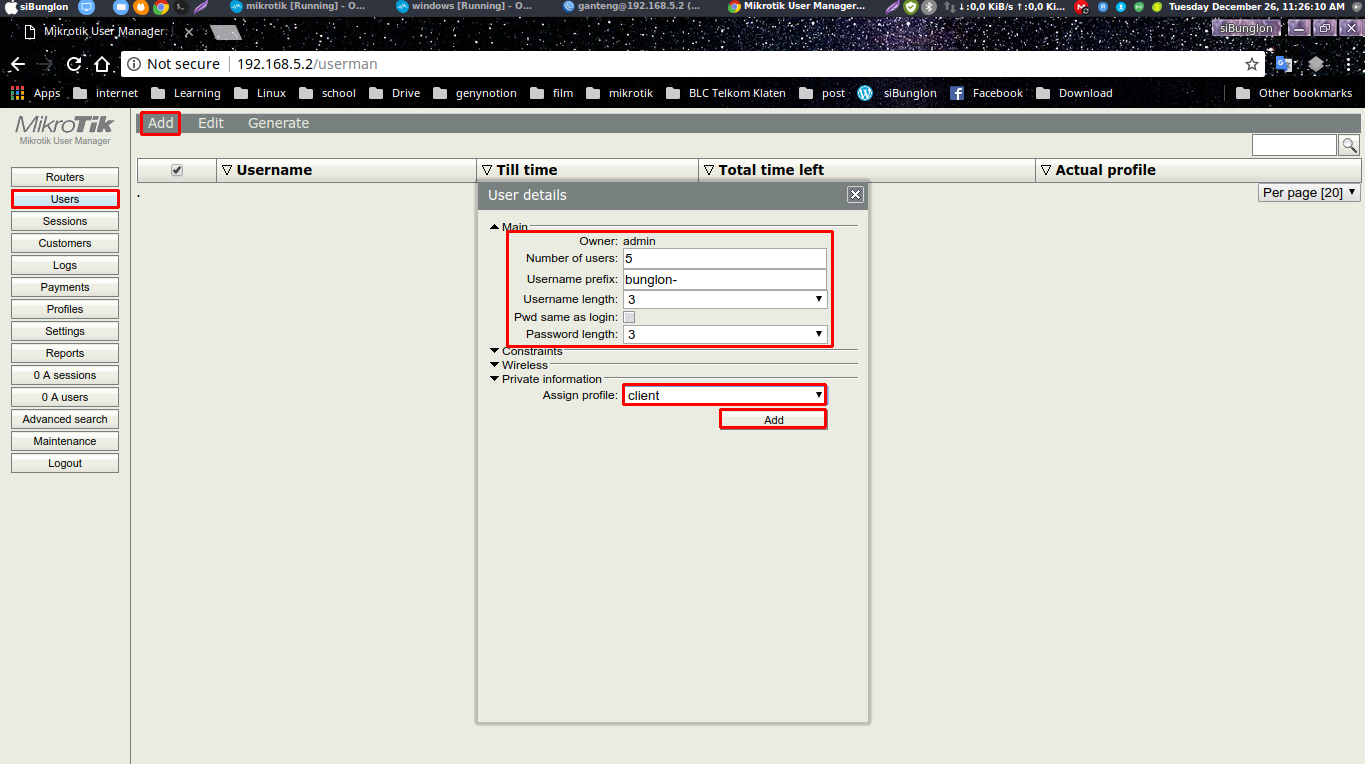 siBunglon
mikrotik [Running] - O...
windows [Running] - O...
ganteng@192.168.5.2 (...
Mikrotik User Manager...
↓:0,0 KiB/s ↑:0,0 Ki...
Tuesday December 26, 11:26:10 AM
Mikrotik User Manager
siBunglon
Not secure
192.168.5.2/userman
Apps
internet
Learning
Linux
school
Drive
genynotion
film
mikrotik
BLC Telkom Klaten
post
siBunglon
Facebook
Download
Other bookmarks
MikroTik
Mikrotik User Manager
Add
Edit
Generate
Routers
Users
Sessions
Customers
Logs
Payments
Profiles
Settings
Reports
0 A sessions
0 A users
Advanced search
Maintenance
Logout
▽ Username
▽ Till time
▽ Total time left
▽ Actual profile
.
Per page [20]
User details
Main
Owner: admin
Number of users: 5
Username prefix: bunglon-
Username length: 3
Pwd same as login:
Password length: 3
Constraints
Wireless
Private information
Assign profile: client
Add